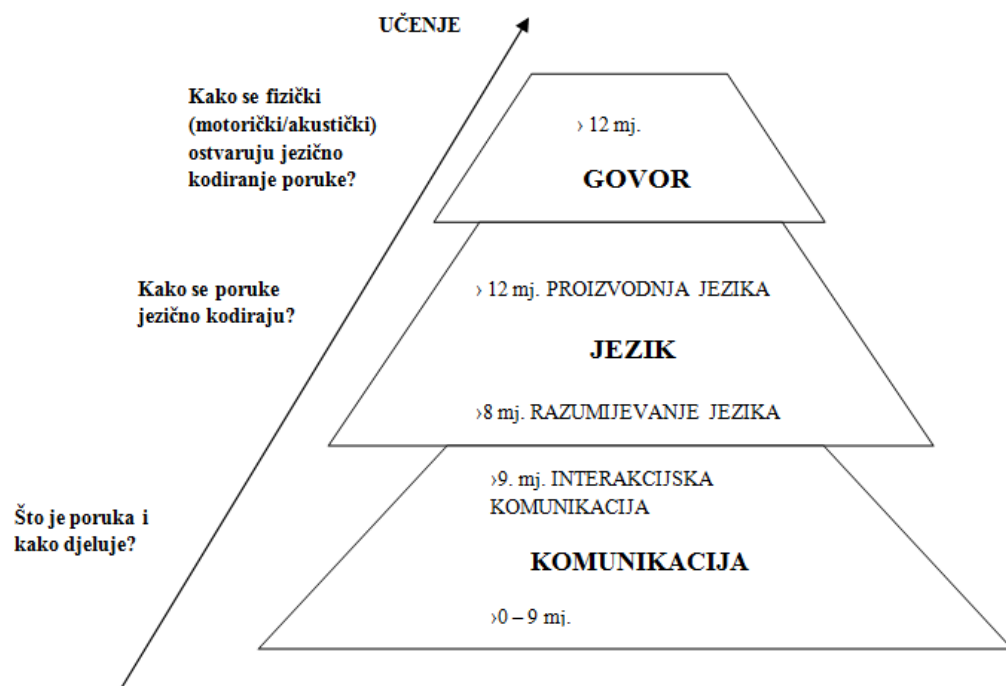 UČENJE
Kako se fizički
(motorički/akustički)
ostvaruju jezično
kodiranje poruke?
› 12 mj.
GOVOR
Kako se poruke
jezično kodiraju?
› 12 mj. PROIZVODNJA JEZIKA
JEZIK
›8 mj. RAZUMIJEVANJE JEZIKA
Što je poruka i
kako djeluje?
›9. mj. INTERAKCIJSKA
KOMUNIKACIJA
KOMUNIKACIJA
›0 – 9 mj.